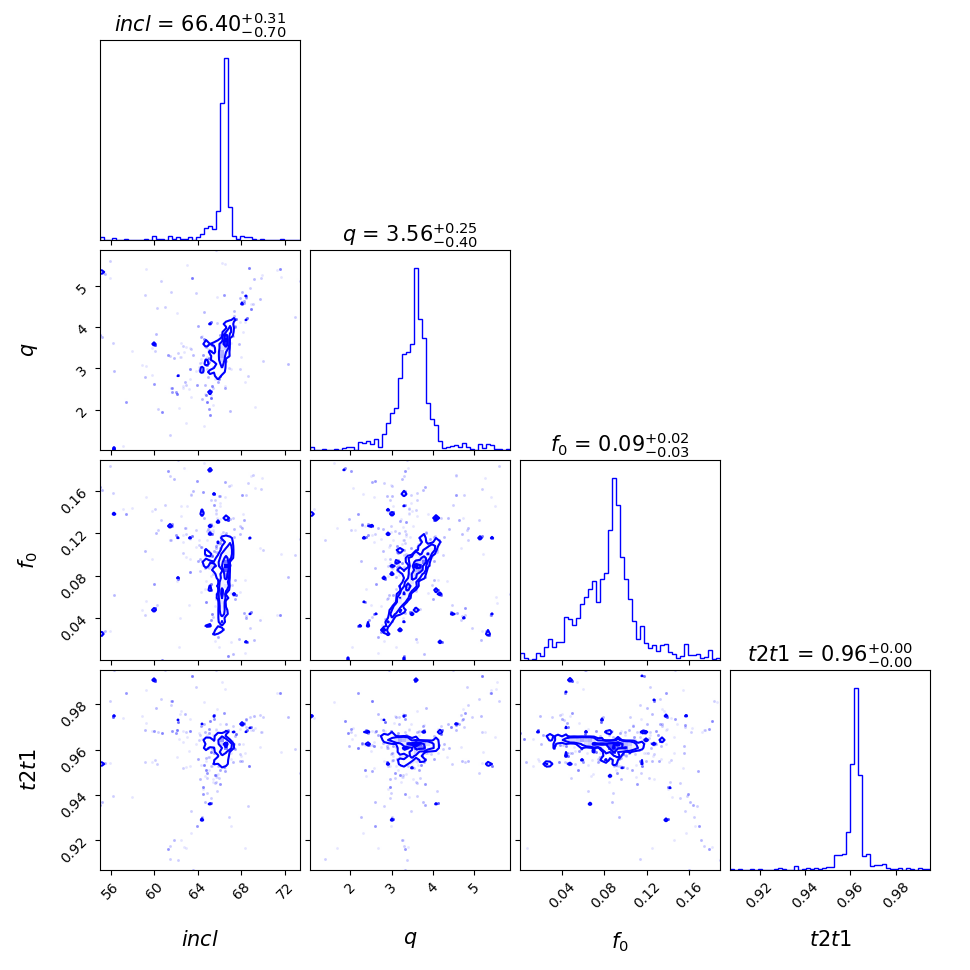 incl = 66.40+0.31−0.70
q = 3.56+0.25−0.40
5
4
3
2
q
f0 = 0.09+0.02−0.03
0.16
0.12
0.08
0.04
f0
t2t1 = 0.96+0.00−0.00
0.98
0.96
0.94
0.92
t2t1
56 60 64 68 72 2 3 4 5 0.04 0.08 0.12 0.16 0.92 0.94 0.96 0.98
incl q f0 t2t1